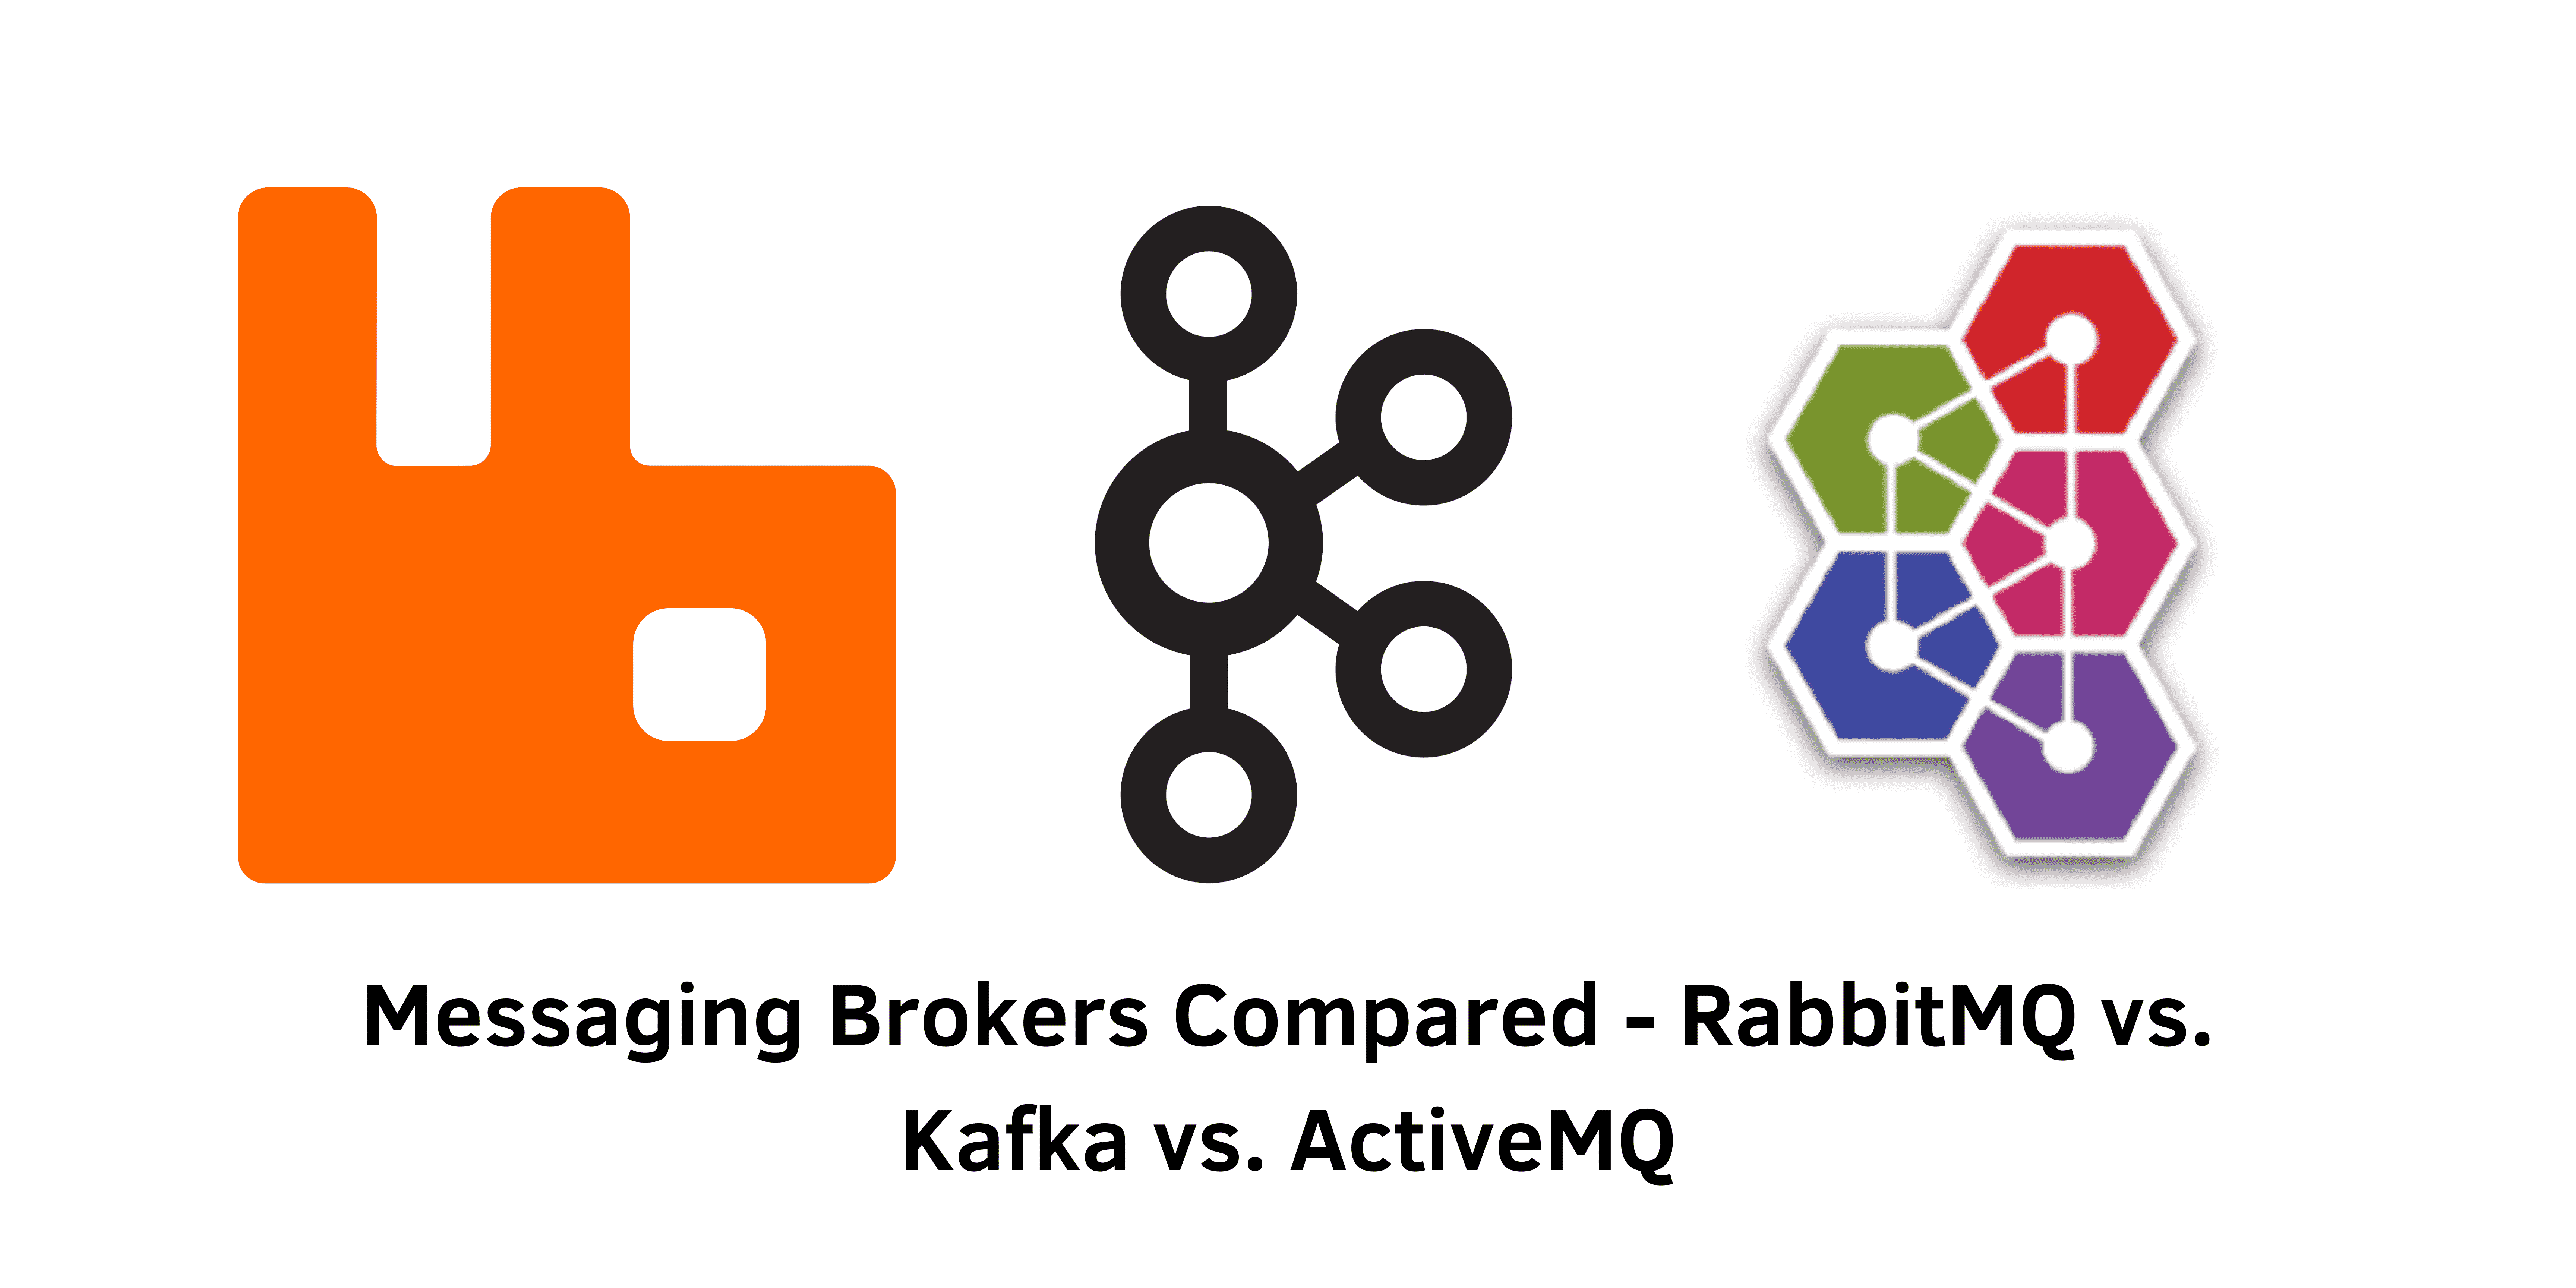 Messaging Brokers Compared - RabbitMQ vs.
Kafka vs. ActiveMQ